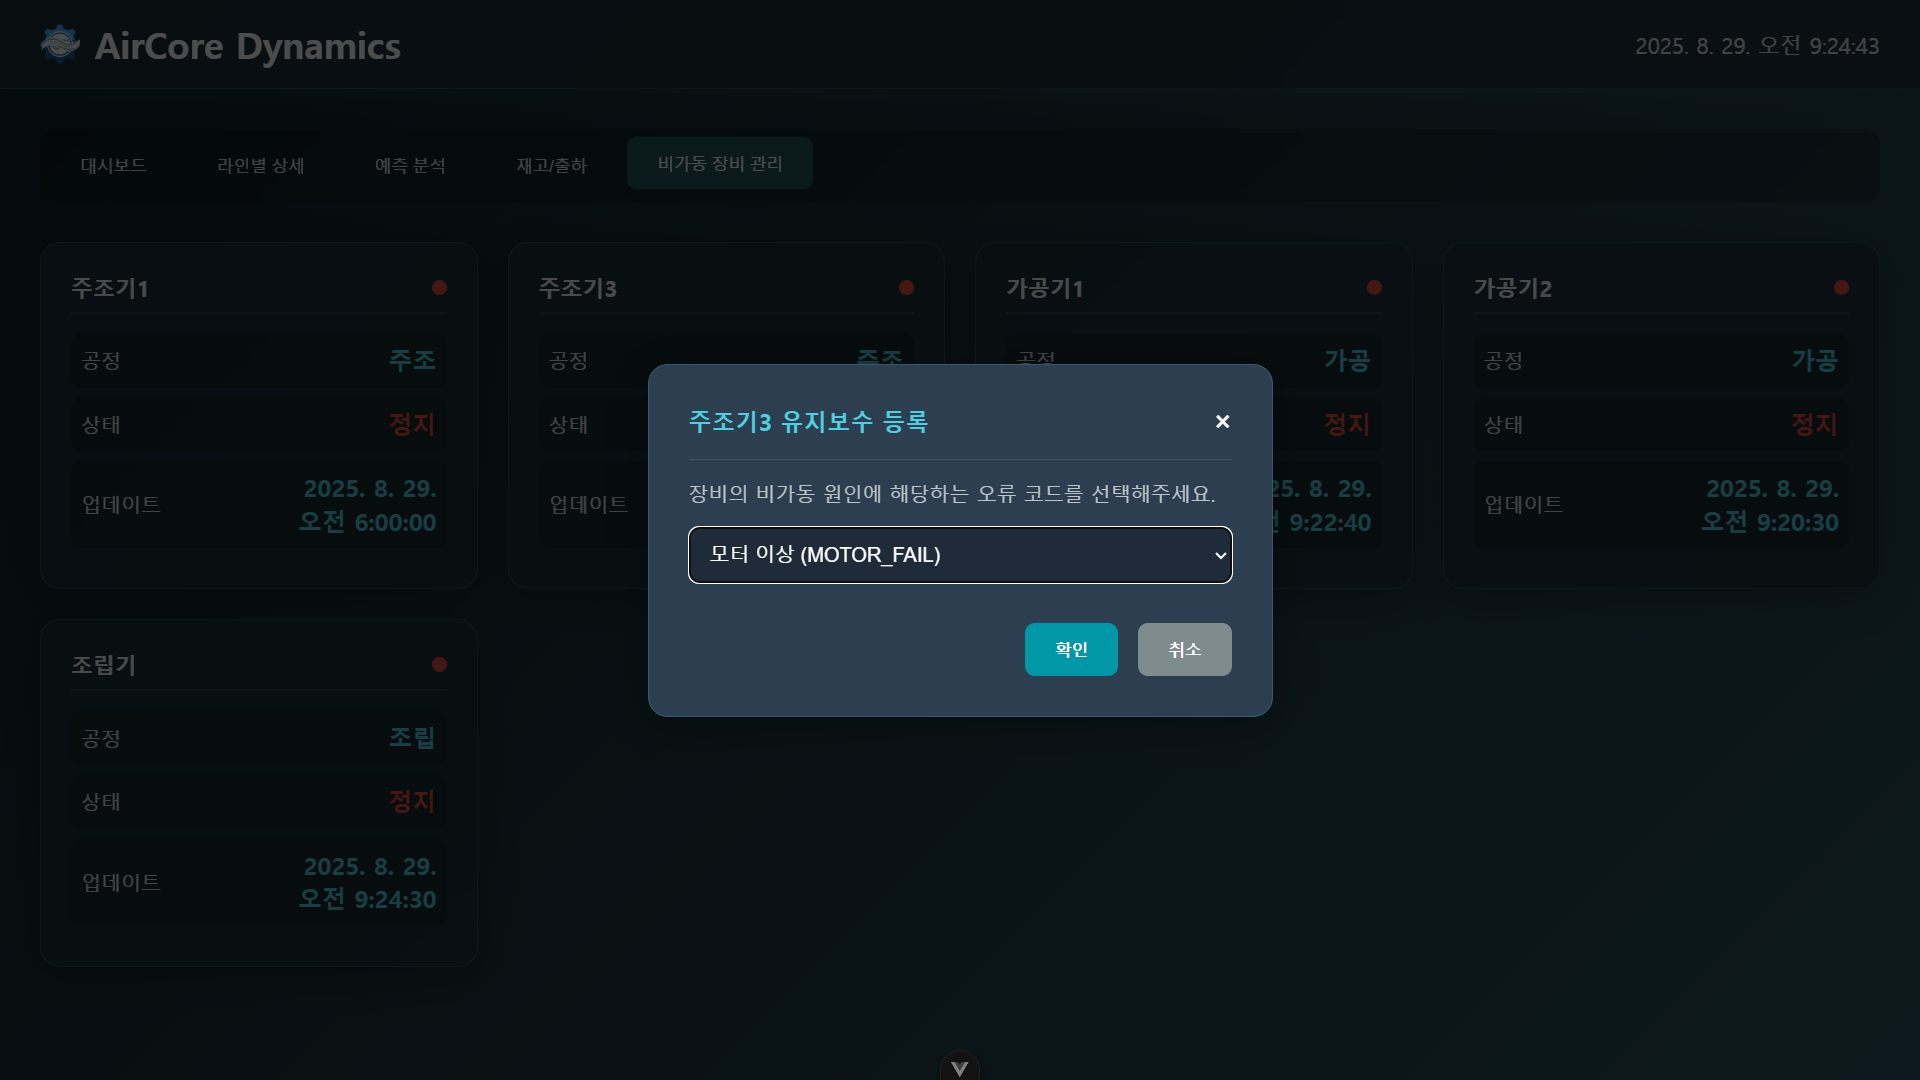 AirCore Dynamics
2025. 8. 29. 오전 9:24:43
대시보드
라인별 상세
예측 분석
재고/출하
비가동 장비 관리
주조기1
공정
주조
상태
정지
업데이트
2025. 8. 29.
오전 6:00:00
주조기3
공정
주조
상태
업데이트
가공기1
공정
가공
정지
25. 8. 29.
9:22:40
가공기2
공정
가공
상태
정지
업데이트
2025. 8. 29.
오전 9:20:30
조립기
공정
조립
상태
정지
업데이트
2025. 8. 29.
오전 9:24:30
주조기3 유지보수 등록
×
장비의 비가동 원인에 해당하는 오류 코드를 선택해주세요.
모터 이상 (MOTOR_FAIL)
확인
취소